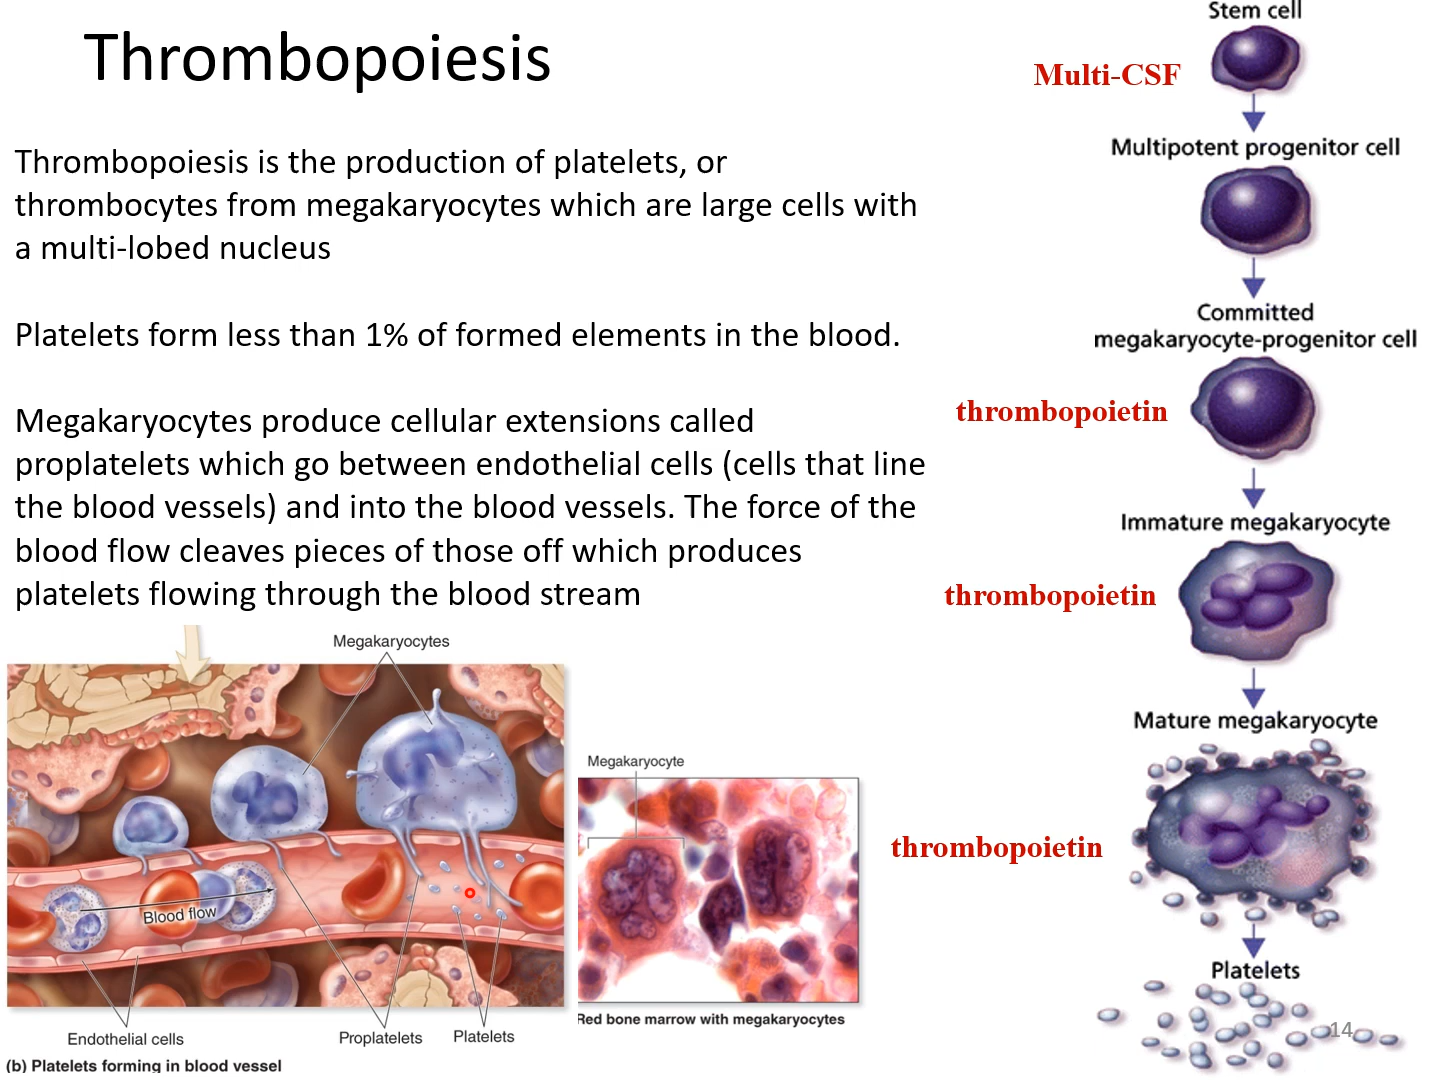 Thrombopoiesis
Thrombopoiesis is the production of platelets, or
thrombocytes from megakaryocytes which are large cells with
a multi-lobed nucleus
Platelets form less than 1% of formed elements in the blood.
Megakaryocytes produce cellular extensions called
proplatelets which go between endothelial cells (cells that line
the blood vessels) and into the blood vessels. The force of the
blood flow cleaves pieces of those off which produces
platelets flowing through the blood stream
Megakaryocytes
Blood flow
Endothelial cells
Proplatelets
Platelets
(b) Platelets forming in blood vessel
Megakaryocyte
Red bone marrow with megakaryocytes
Stem cell
Multi-CSF
Multipotent progenitor cell
Committed
megakaryocyte-progenitor cell
thrombopoietin
Immature megakaryocyte
thrombopoietin
Mature megakaryocyte
thrombopoietin
Platelets
14